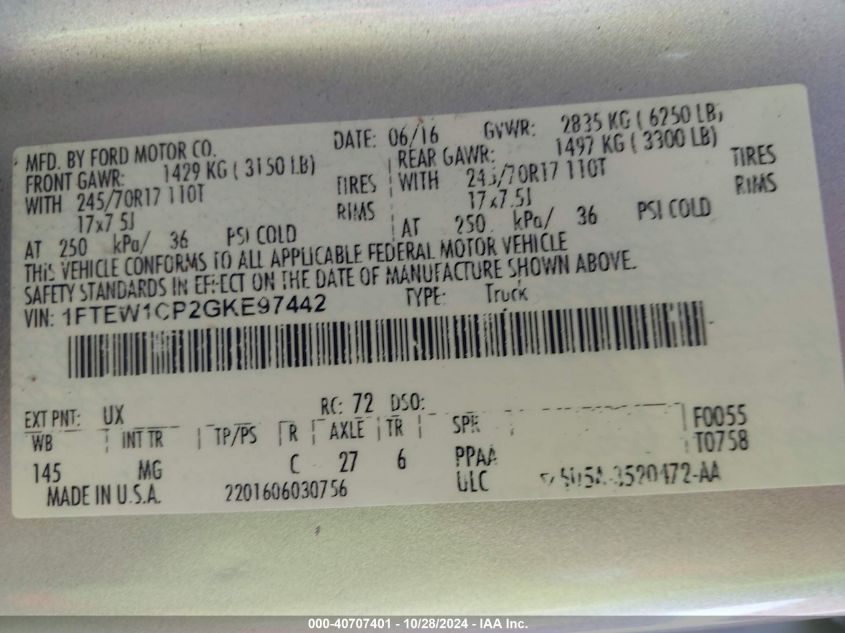 MFD. BY FORD MOTOR CO. DATE: 06/16 GVWR: 2835 KG ( 6250 LB)
FRONT GAWR: 1429 KG ( 3150 LB) REAR GAWR: 1497 KG ( 3300 LB)
WITH 245/70R17 110T TIRES WITH 245/70R17 110T TIRES
17x7.5J RIMS 17x7.5J RIMS
AT 250 kPa/ 36 PSI COLD AT 250 kPa/ 36 PSI COLD
THIS VEHICLE CONFORMS TO ALL APPLICABLE FEDERAL MOTOR VEHICLE
SAFETY STANDARDS IN EFFECT ON THE DATE OF MANUFACTURE SHOWN ABOVE.
VIN: 1FTEW1CP2GKE97442 TYPE: Truck
EXT PNT: UX RC: 72 DSO:
WB INT TR TP/PS R AXLE TR SPR F0055
145 MG C 27 6 PPAA T0758
MADE IN U.S.A. 2201606030756 ULC 3520472-AA
000-40707401 - 10/28/2024 - IAA Inc.